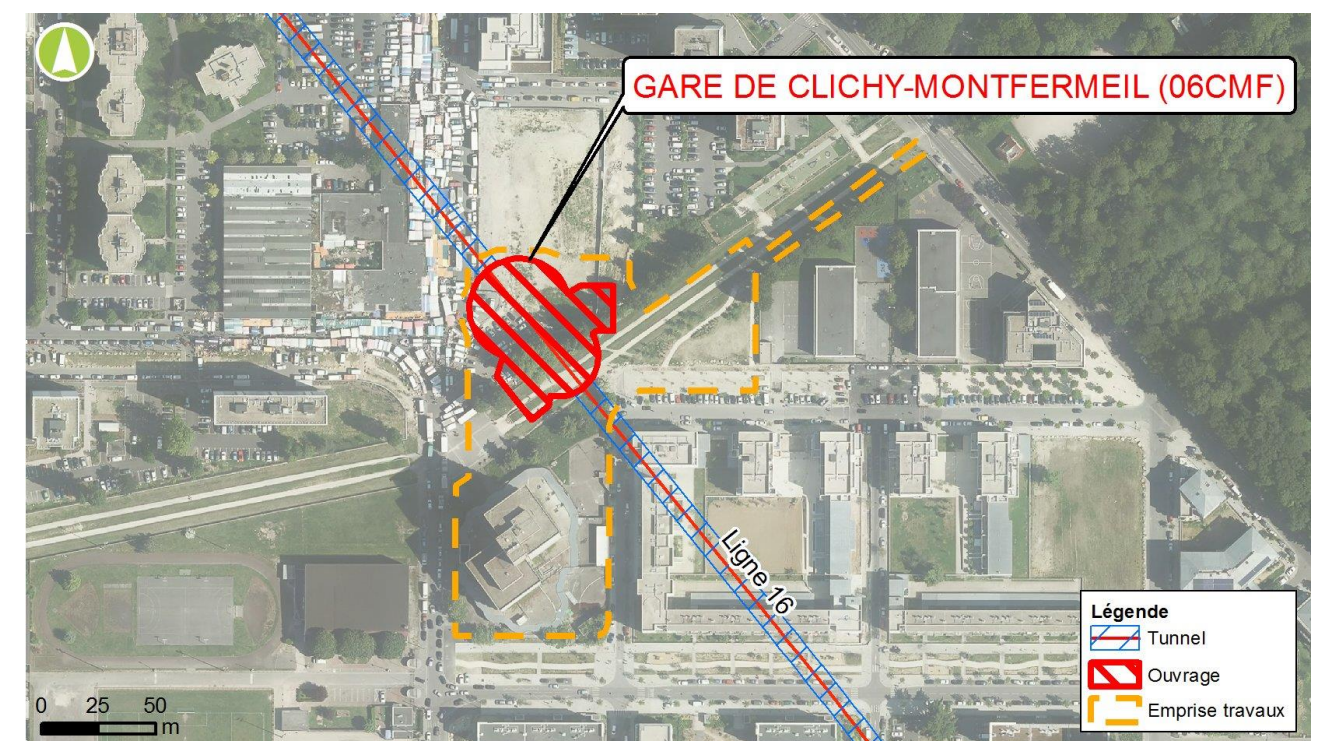 GARE DE CLICHY-MONTFERMEIL (06CMF)
Ligne 16
Légende
Tunnel
Ouvrage
Emprise travaux
0 25 50
m